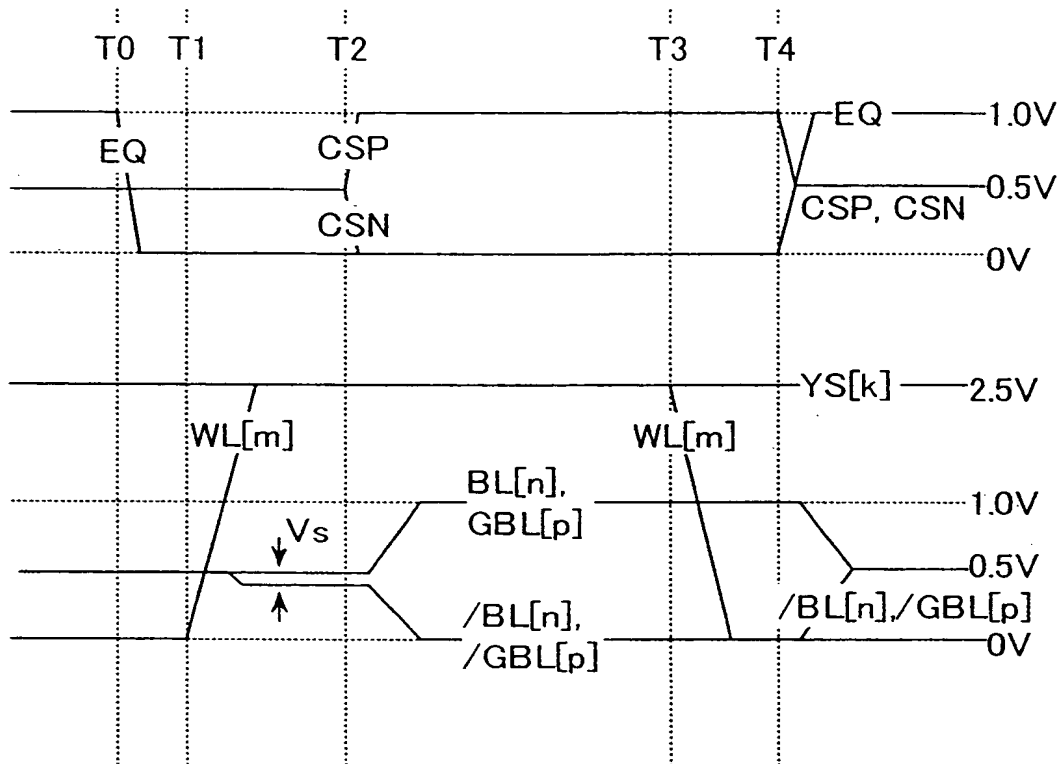 T0 T1 T2 T3 T4
EQ 1.0V
EQ CSP
0.5V
CSN CSP, CSN
0V
YS[k] 2.5V
WL[m] WL[m]
BL[n], 1.0V
GBL[p]
Vs
0.5V
/BL[n], /BL[n],/GBL[p]
/GBL[p] 0V